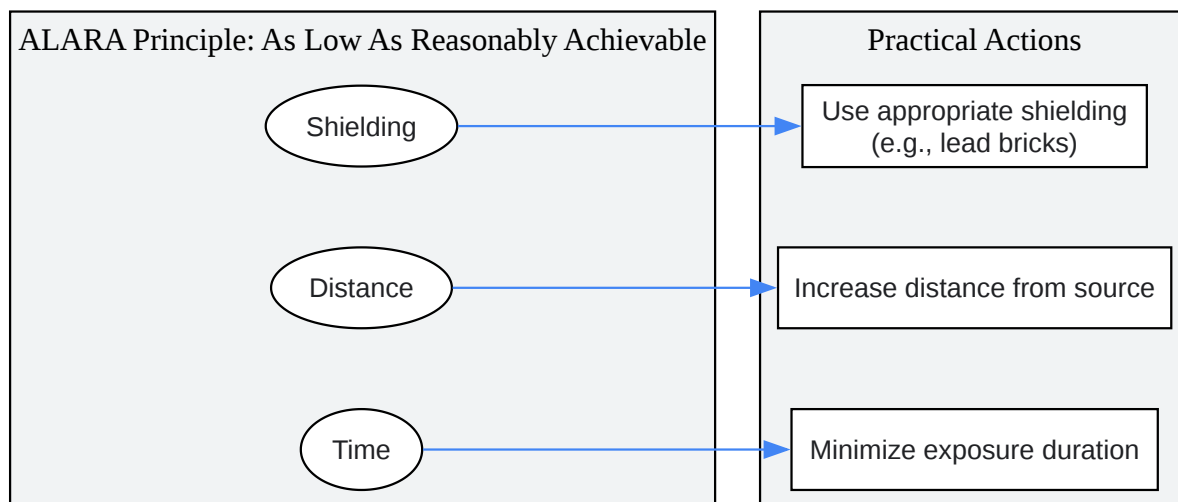 ALARA Principle: As Low As Reasonably Achievable
Shielding
Distance
Time
Practical Actions
Use appropriate shielding
(e.g., lead bricks)
Increase distance from source
Minimize exposure duration